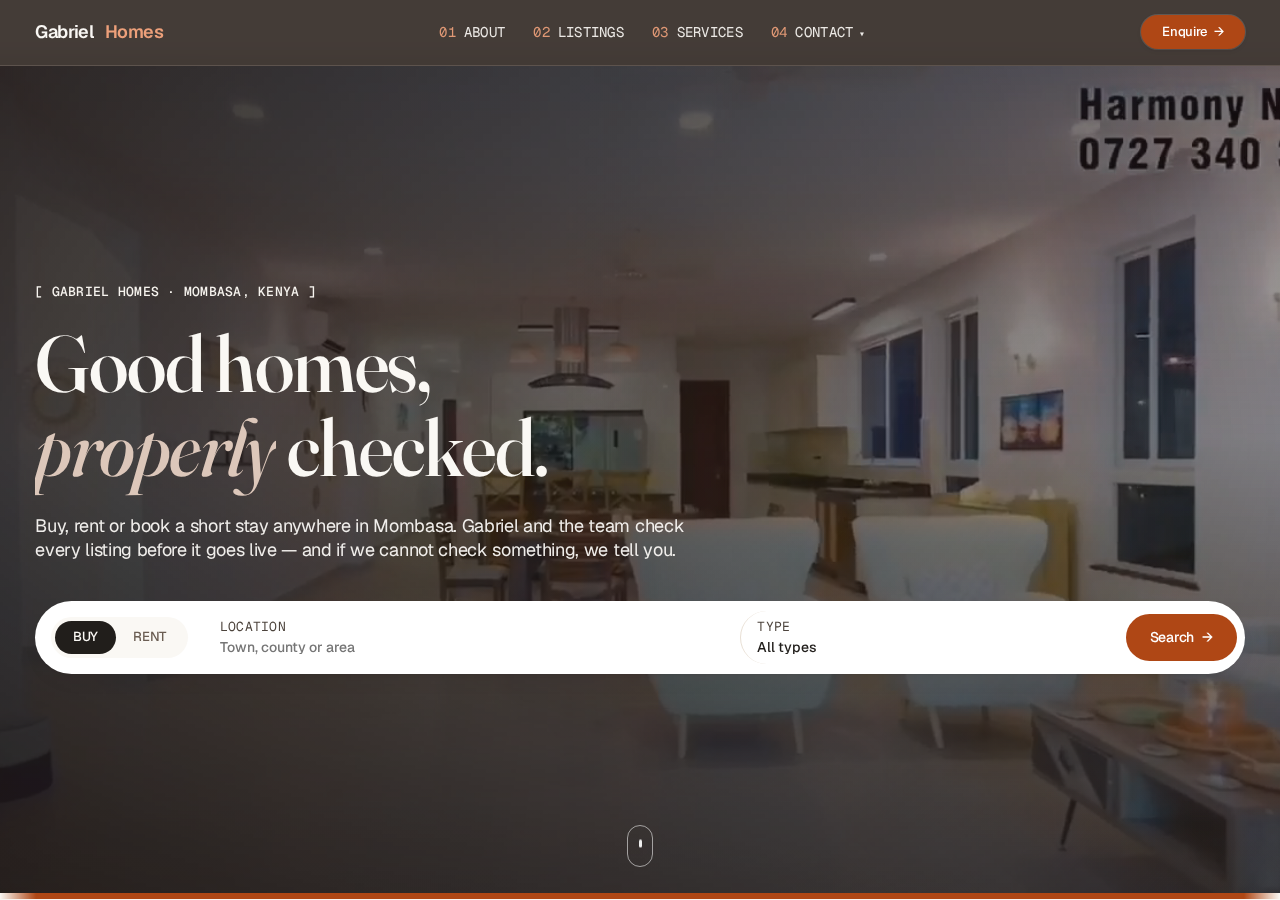 Gabriel Homes
01 ABOUT
02 LISTINGS
03 SERVICES
04 CONTACT ▾
Enquire →
Harmony
0727 340
[ GABRIEL HOMES · MOMBASA, KENYA ]
Good homes,
properly checked.
Buy, rent or book a short stay anywhere in Mombasa. Gabriel and the team check
every listing before it goes live — and if we cannot check something, we tell you.
BUY
RENT
LOCATION
Town, county or area
TYPE
All types
Search →